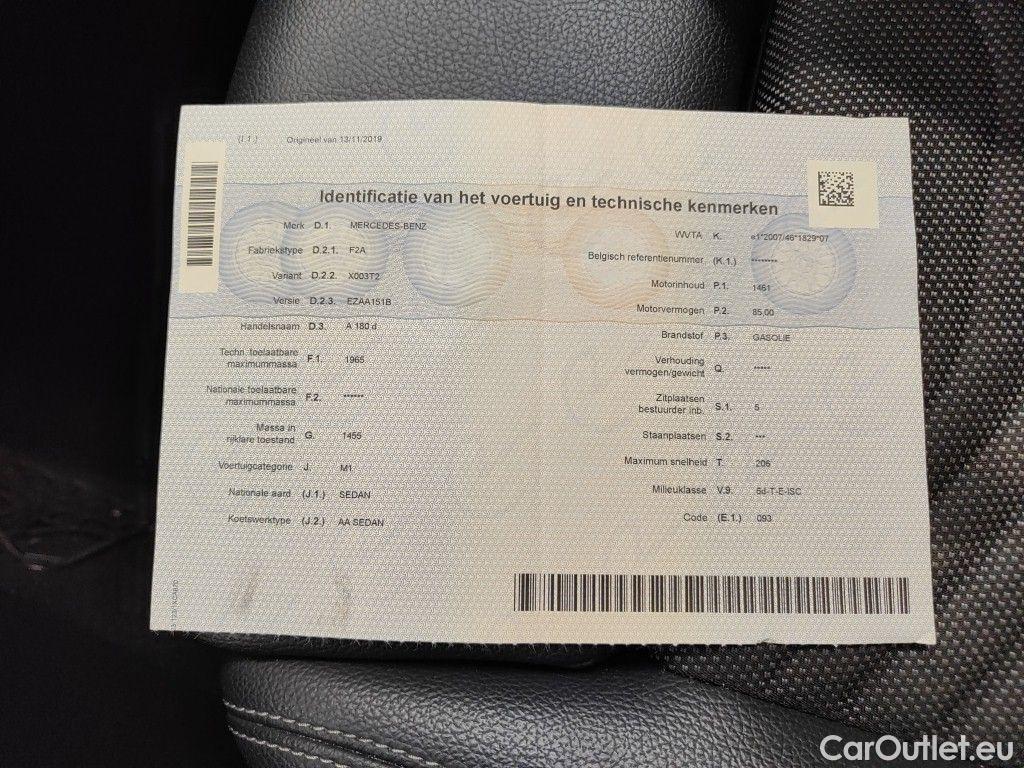 (I.1.) Origineel van 13/11/2019
Identificatie van het voertuig en technische kenmerken
Merk D.1. MERCEDES-BENZ
Fabriekstype D.2.1. F2A
Variant D.2.2. X003T2
Versie D.2.3. EZAA151B
Handelsnaam D.3. A 180 d
Techn. toelaatbare
maximummassa F.1. 1965
Nationale toelaatbare
maximummassa F.2. ******
Massa in
rijklare toestand G. 1455
Voertuigcategorie J. M1
Nationale aard (J.1.) SEDAN
Koetswerktype (J.2.) AA SEDAN
WVTA K. e1*2007/46*1829*07
Belgisch referentienummer (K.1.) ********
Motorinhoud P.1. 1461
Motorvermogen P.2. 85,00
Brandstof P.3. GASOLIE
Verhouding
vermogen/gewicht Q. *****
Zitplaatsen
bestuurder inb. S.1. 5
Staanplaatsen S.2. ***
Maximum snelheid T. 206
Milieuklasse V.9. 6d-T-E-ISC
Code (E.1.) 093
CarOutlet.eu